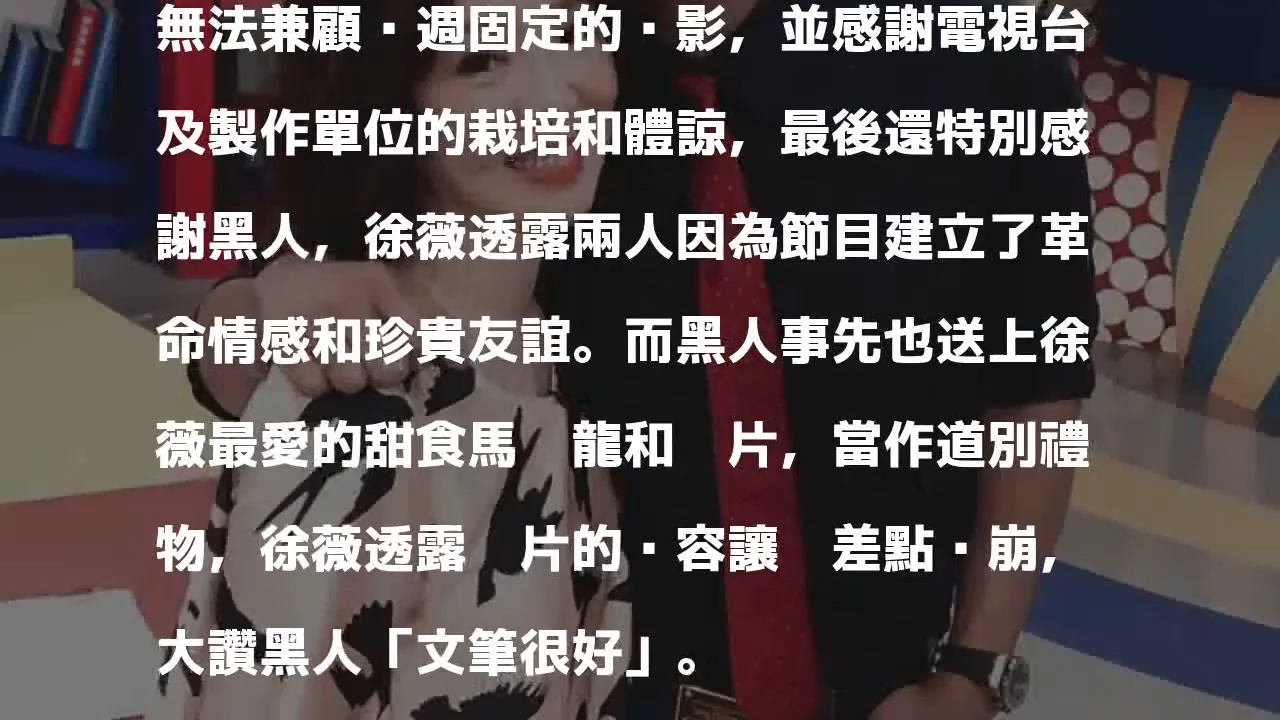 無法兼顧·週固定的·影，並感謝電視台
及製作單位的栽培和體諒，最後還特別感
謝黑人，徐薇透露兩人因為節目建立了革
命情感和珍貴友誼。而黑人事先也送上徐
薇最愛的甜食馬　龍和　片，當作道別禮
物，徐薇透露　片的·容讓　差點·崩，
大讚黑人「文筆很好」。